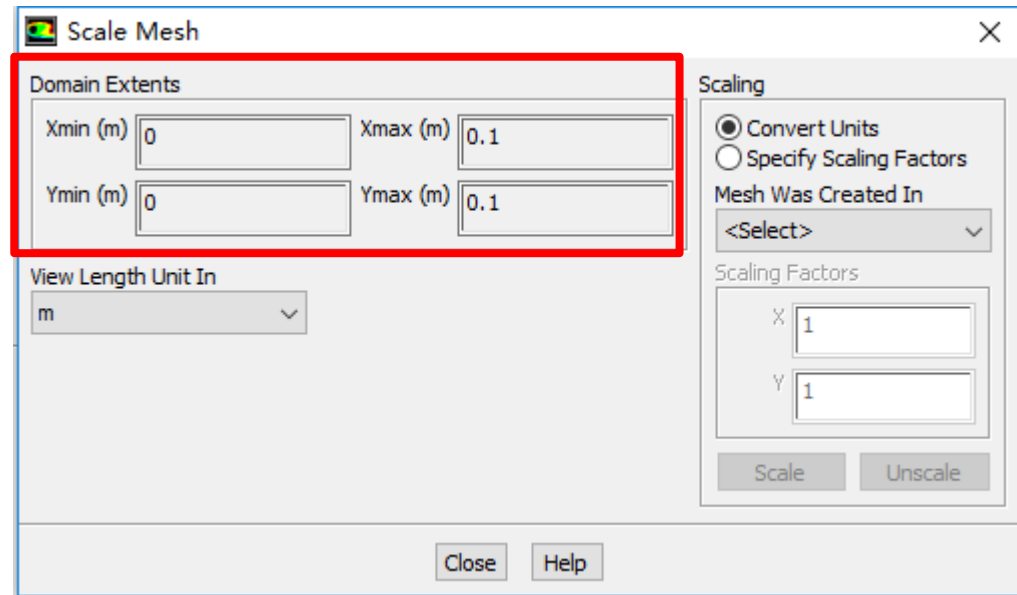 Scale Mesh
Domain Extents
Xmin (m) 0 Xmax (m) 0.1
Ymin (m) 0 Ymax (m) 0.1
View Length Unit In
m
Scaling
Convert Units
Specify Scaling Factors
Mesh Was Created In
<Select>
Scaling Factors
X 1
Y 1
Scale Unscale
Close Help